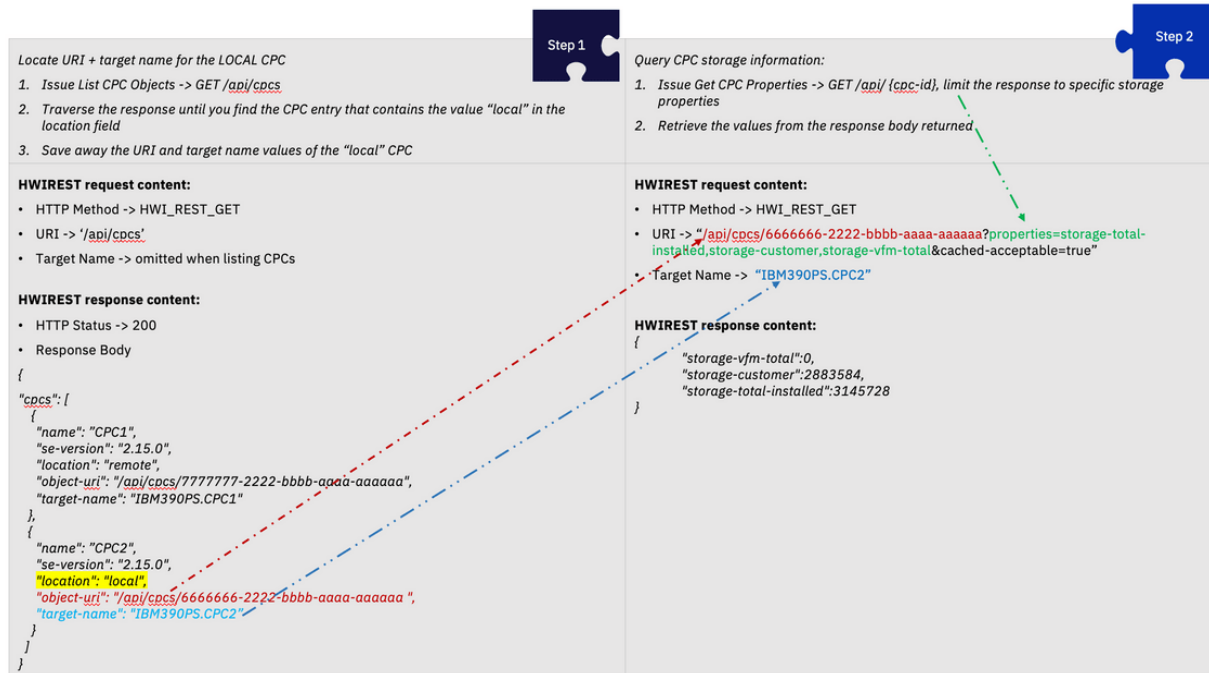 Step 1
Locate URI + target name for the LOCAL CPC
1. Issue List CPC Objects -> GET /api/cpcs
2. Traverse the response until you find the CPC entry that contains the value “local” in the
location field
3. Save away the URI and target name values of the “local” CPC
HWIREST request content:
• HTTP Method -> HWI_REST_GET
• URI -> ‘/api/cpcs’
• Target Name -> omitted when listing CPCs
HWIREST response content:
• HTTP Status -> 200
• Response Body
{
"cpcs": [
{
"name": "CPC1",
"se-version": "2.15.0",
"location": "remote",
"object-uri": "/api/cpcs/7777777-2222-bbbb-aaaa-aaaaaa",
"target-name": "IBM390PS.CPC1"
},
{
"name": "CPC2",
"se-version": "2.15.0",
"location": "local",
"object-uri": "/api/cpcs/6666666-2222-bbbb-aaaa-aaaaaa ",
"target-name": "IBM390PS.CPC2"
}
]
}
Step 2
Query CPC storage information:
1. Issue Get CPC Properties -> GET /api/ {cpc-id}, limit the response to specific storage
properties
2. Retrieve the values from the response body returned
HWIREST request content:
• HTTP Method -> HWI_REST_GET
• URI -> “/api/cpcs/6666666-2222-bbbb-aaaa-aaaaaa?properties=storage-total-
installed,storage-customer,storage-vfm-total&cached-acceptable=true”
• Target Name -> “IBM390PS.CPC2”
HWIREST response content:
{
"storage-vfm-total":0,
"storage-customer":2883584,
"storage-total-installed":3145728
}